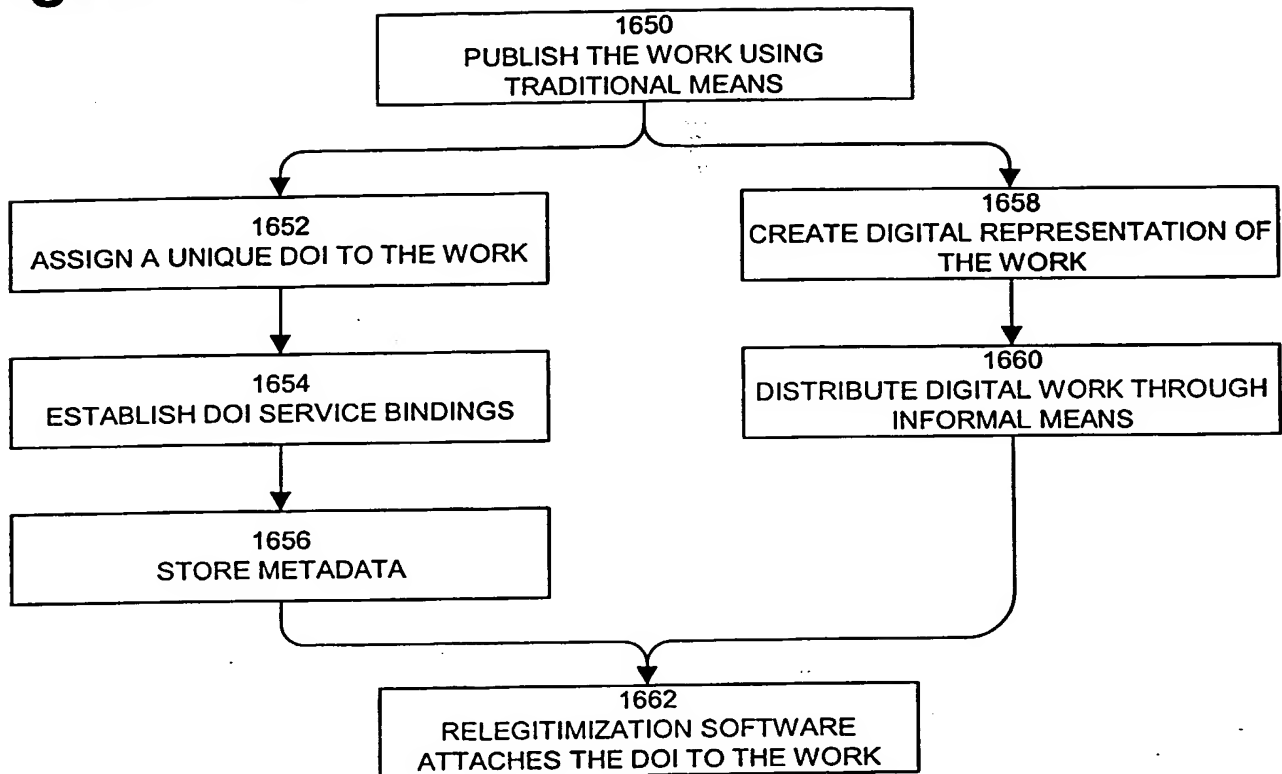 1650
PUBLISH THE WORK USING
TRADITIONAL MEANS
1652
ASSIGN A UNIQUE DOI TO THE WORK
1658
CREATE DIGITAL REPRESENTATION OF
THE WORK
1654
ESTABLISH DOI SERVICE BINDINGS
1660
DISTRIBUTE DIGITAL WORK THROUGH
INFORMAL MEANS
1656
STORE METADATA
1662
RELEGITIMIZATION SOFTWARE
ATTACHES THE DOI TO THE WORK